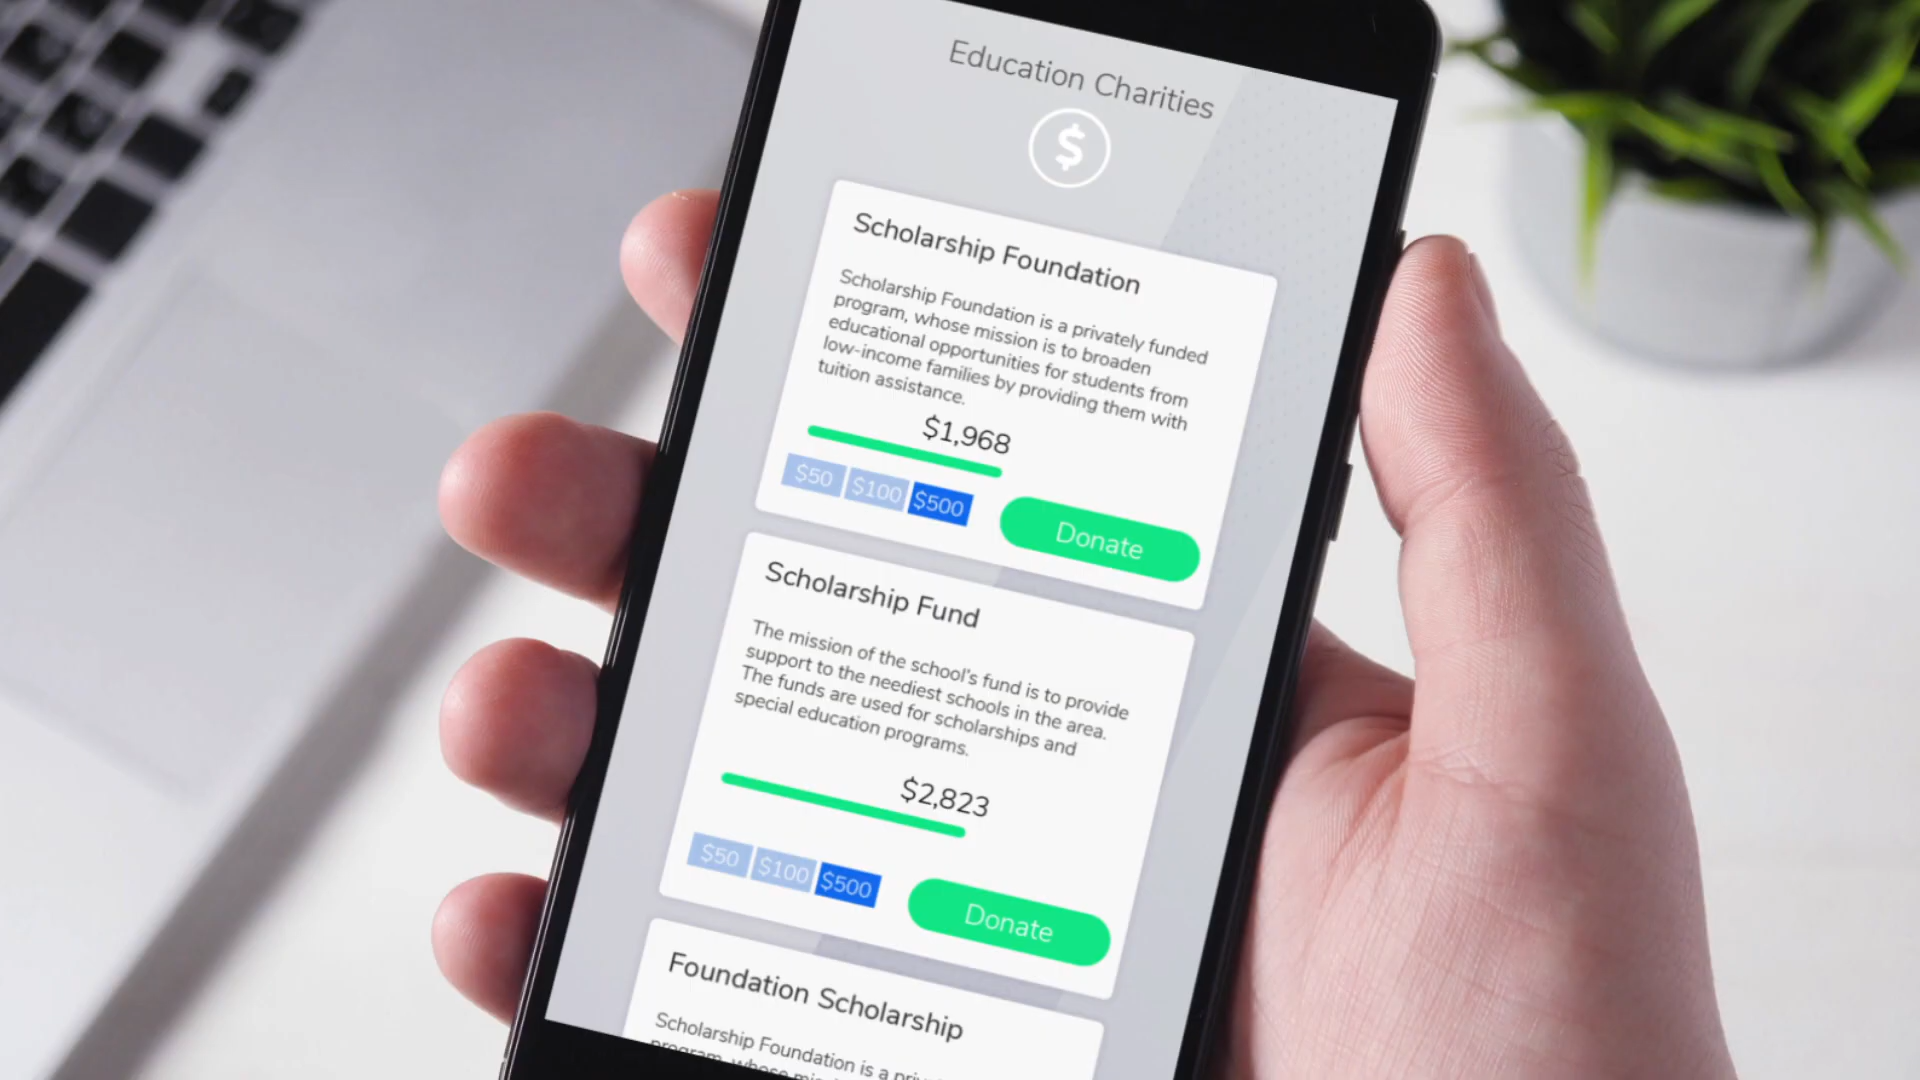 Education Charities
$
Scholarship Foundation
Scholarship Foundation is a privately funded
program, whose mission is to broaden
educational opportunities for students from
low-income families by providing them with
tuition assistance.
$1,968
$50 $100 $500
Donate
Scholarship Fund
The mission of the school's fund is to provide
support to the neediest schools in the area.
The funds are used for scholarships and
special education programs.
$2,823
$50 $100 $500
Donate
Foundation Scholarship
Scholarship Foundation is a
program, whose